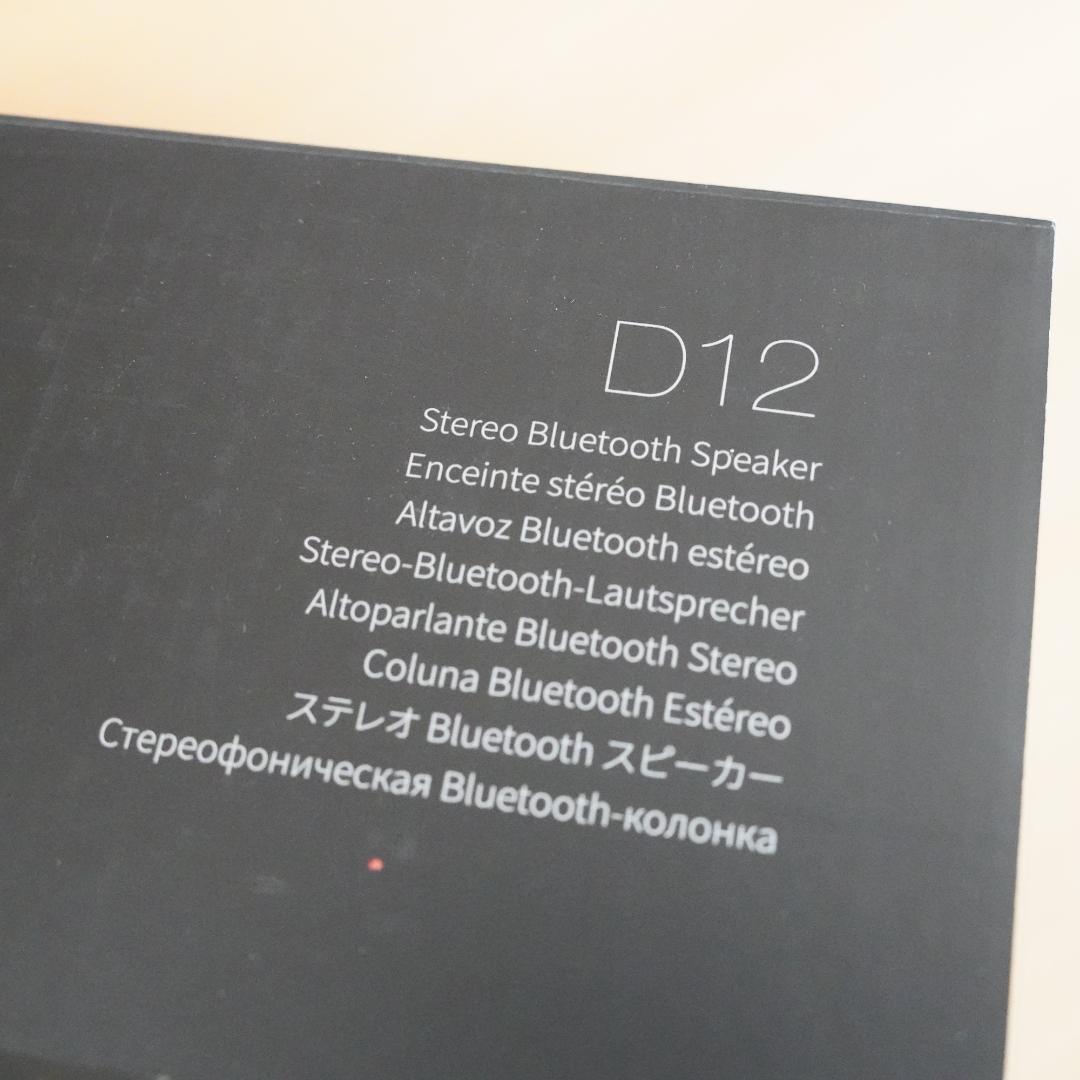 D12
Stereo Bluetooth Speaker
Enceinte stéréo Bluetooth
Altavoz Bluetooth estéreo
Stereo-Bluetooth-Lautsprecher
Altoparlante Bluetooth Stereo
Coluna Bluetooth Estéreo
ステレオ Bluetooth スピーカー
Стереофоническая Bluetooth-колонка